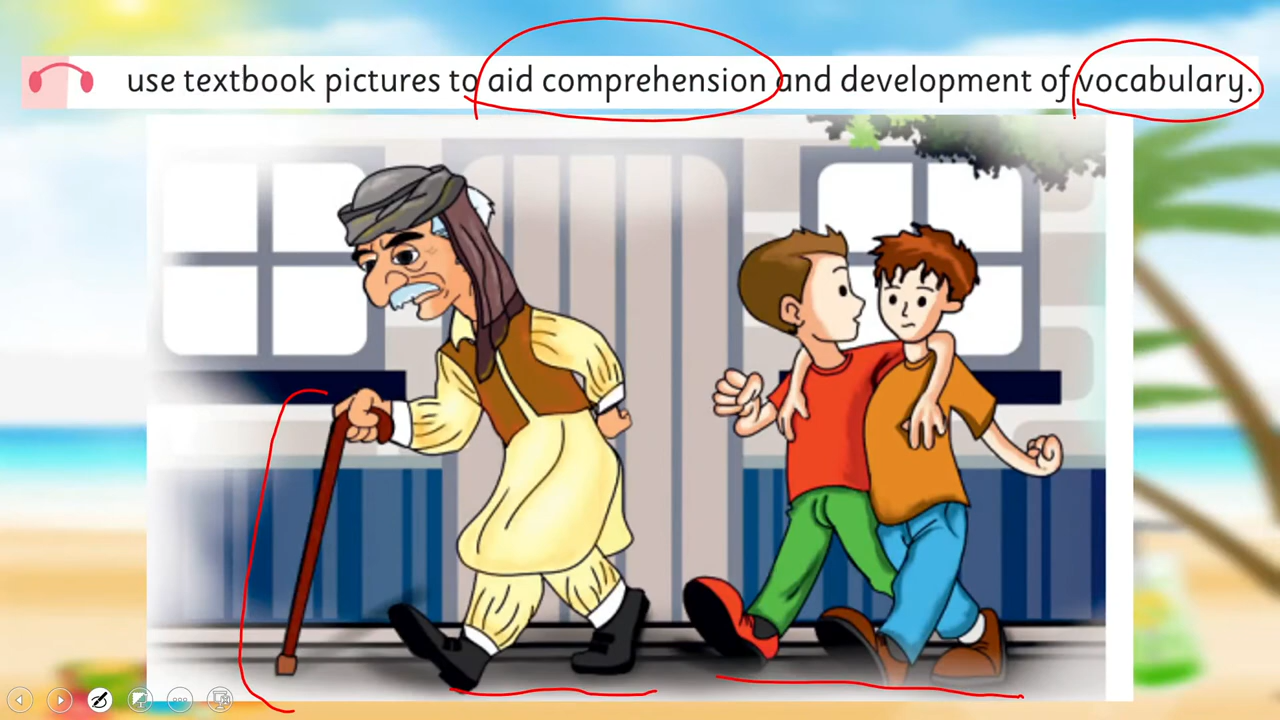 use textbook pictures to aid comprehension and development of vocabulary.